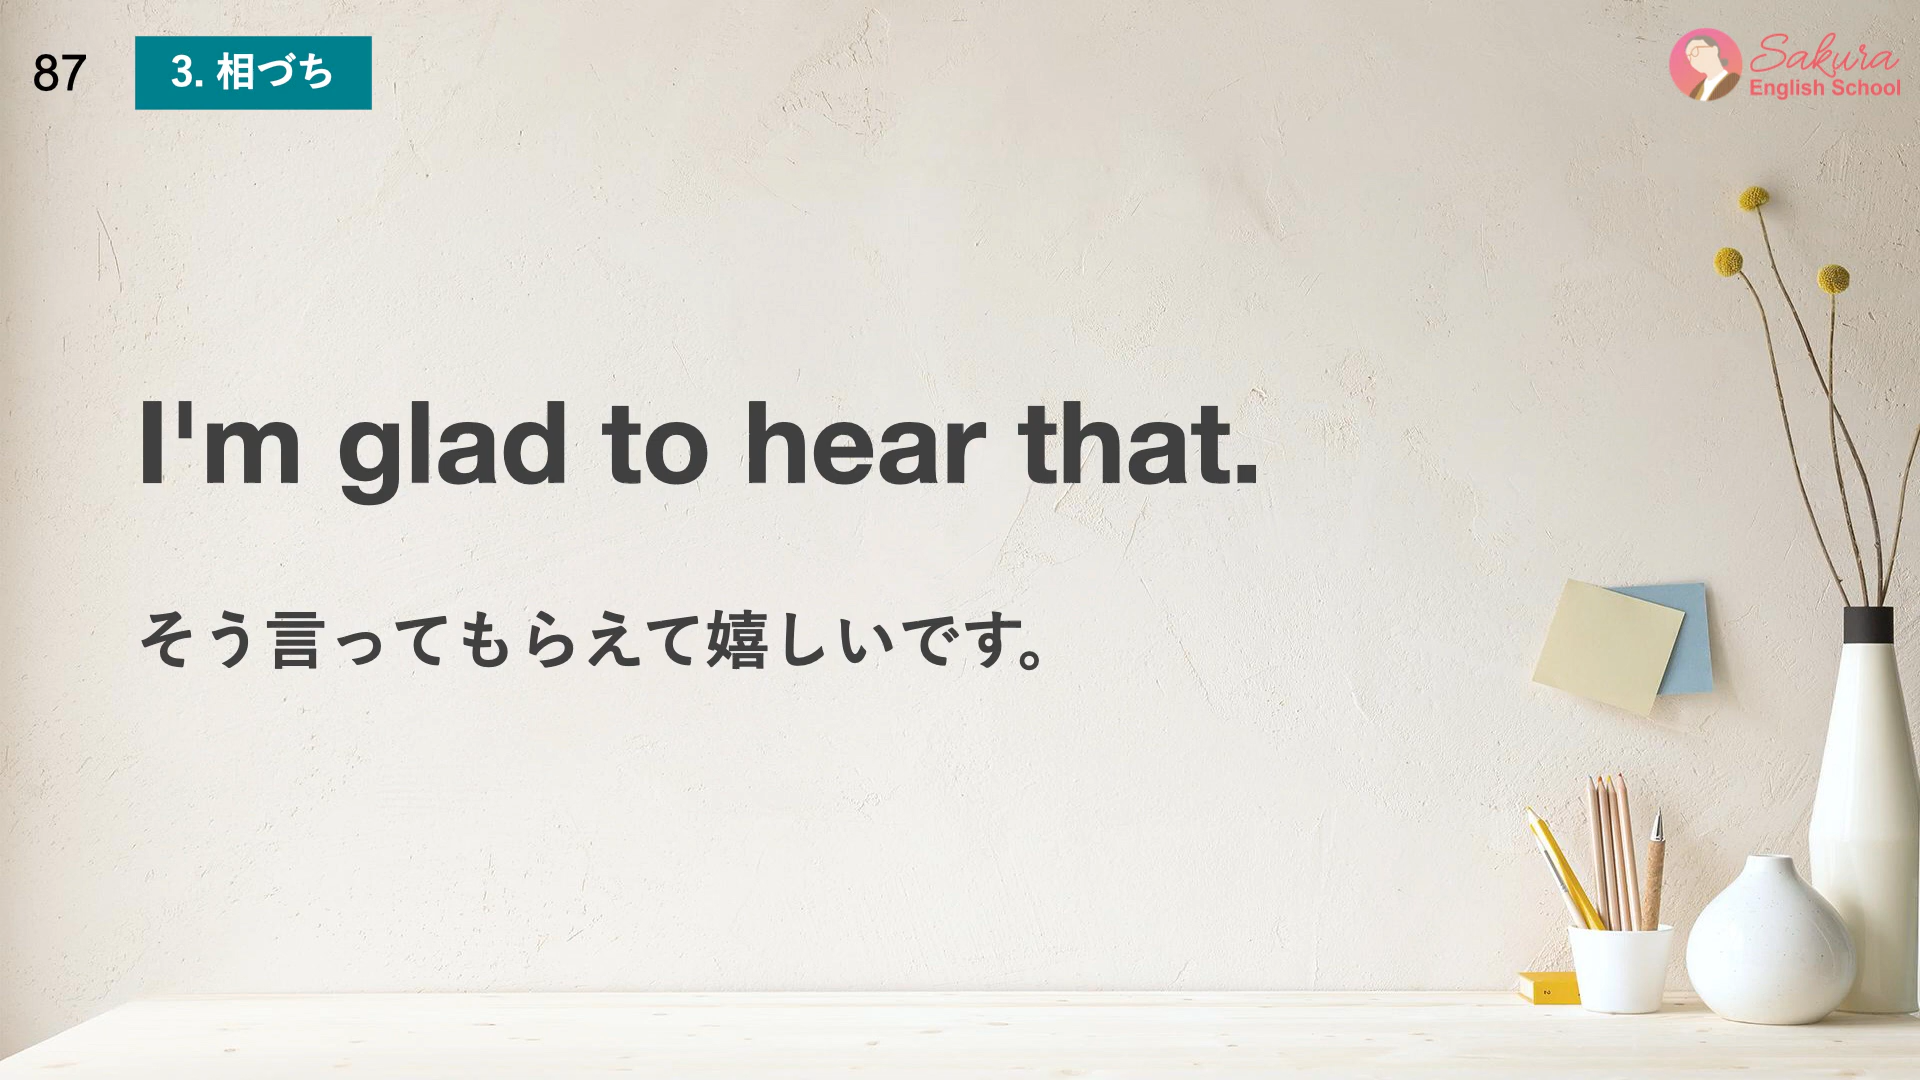 87
3. 相づち
Sakura
English School
I'm glad to hear that.
そう言ってもらえて嬉しいです。